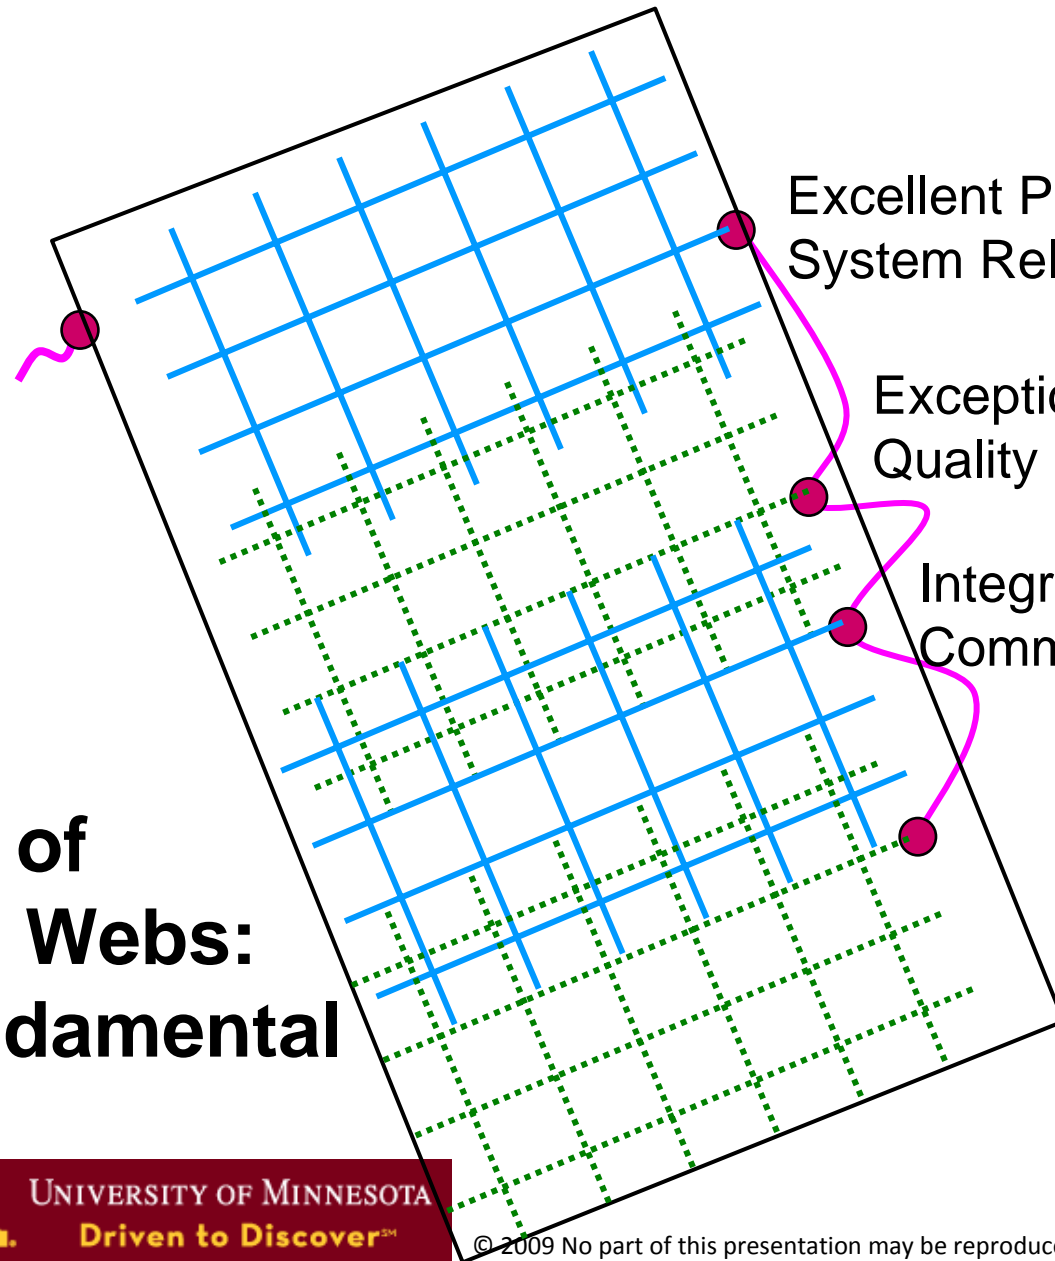 Excellent P
System Rel
Exceptio
Quality
Integr
Comm
of
Webs:
damental
UNIVERSITY OF MINNESOTA
a. Driven to Discover℠
© 2009 No part of this presentation may be reproduce